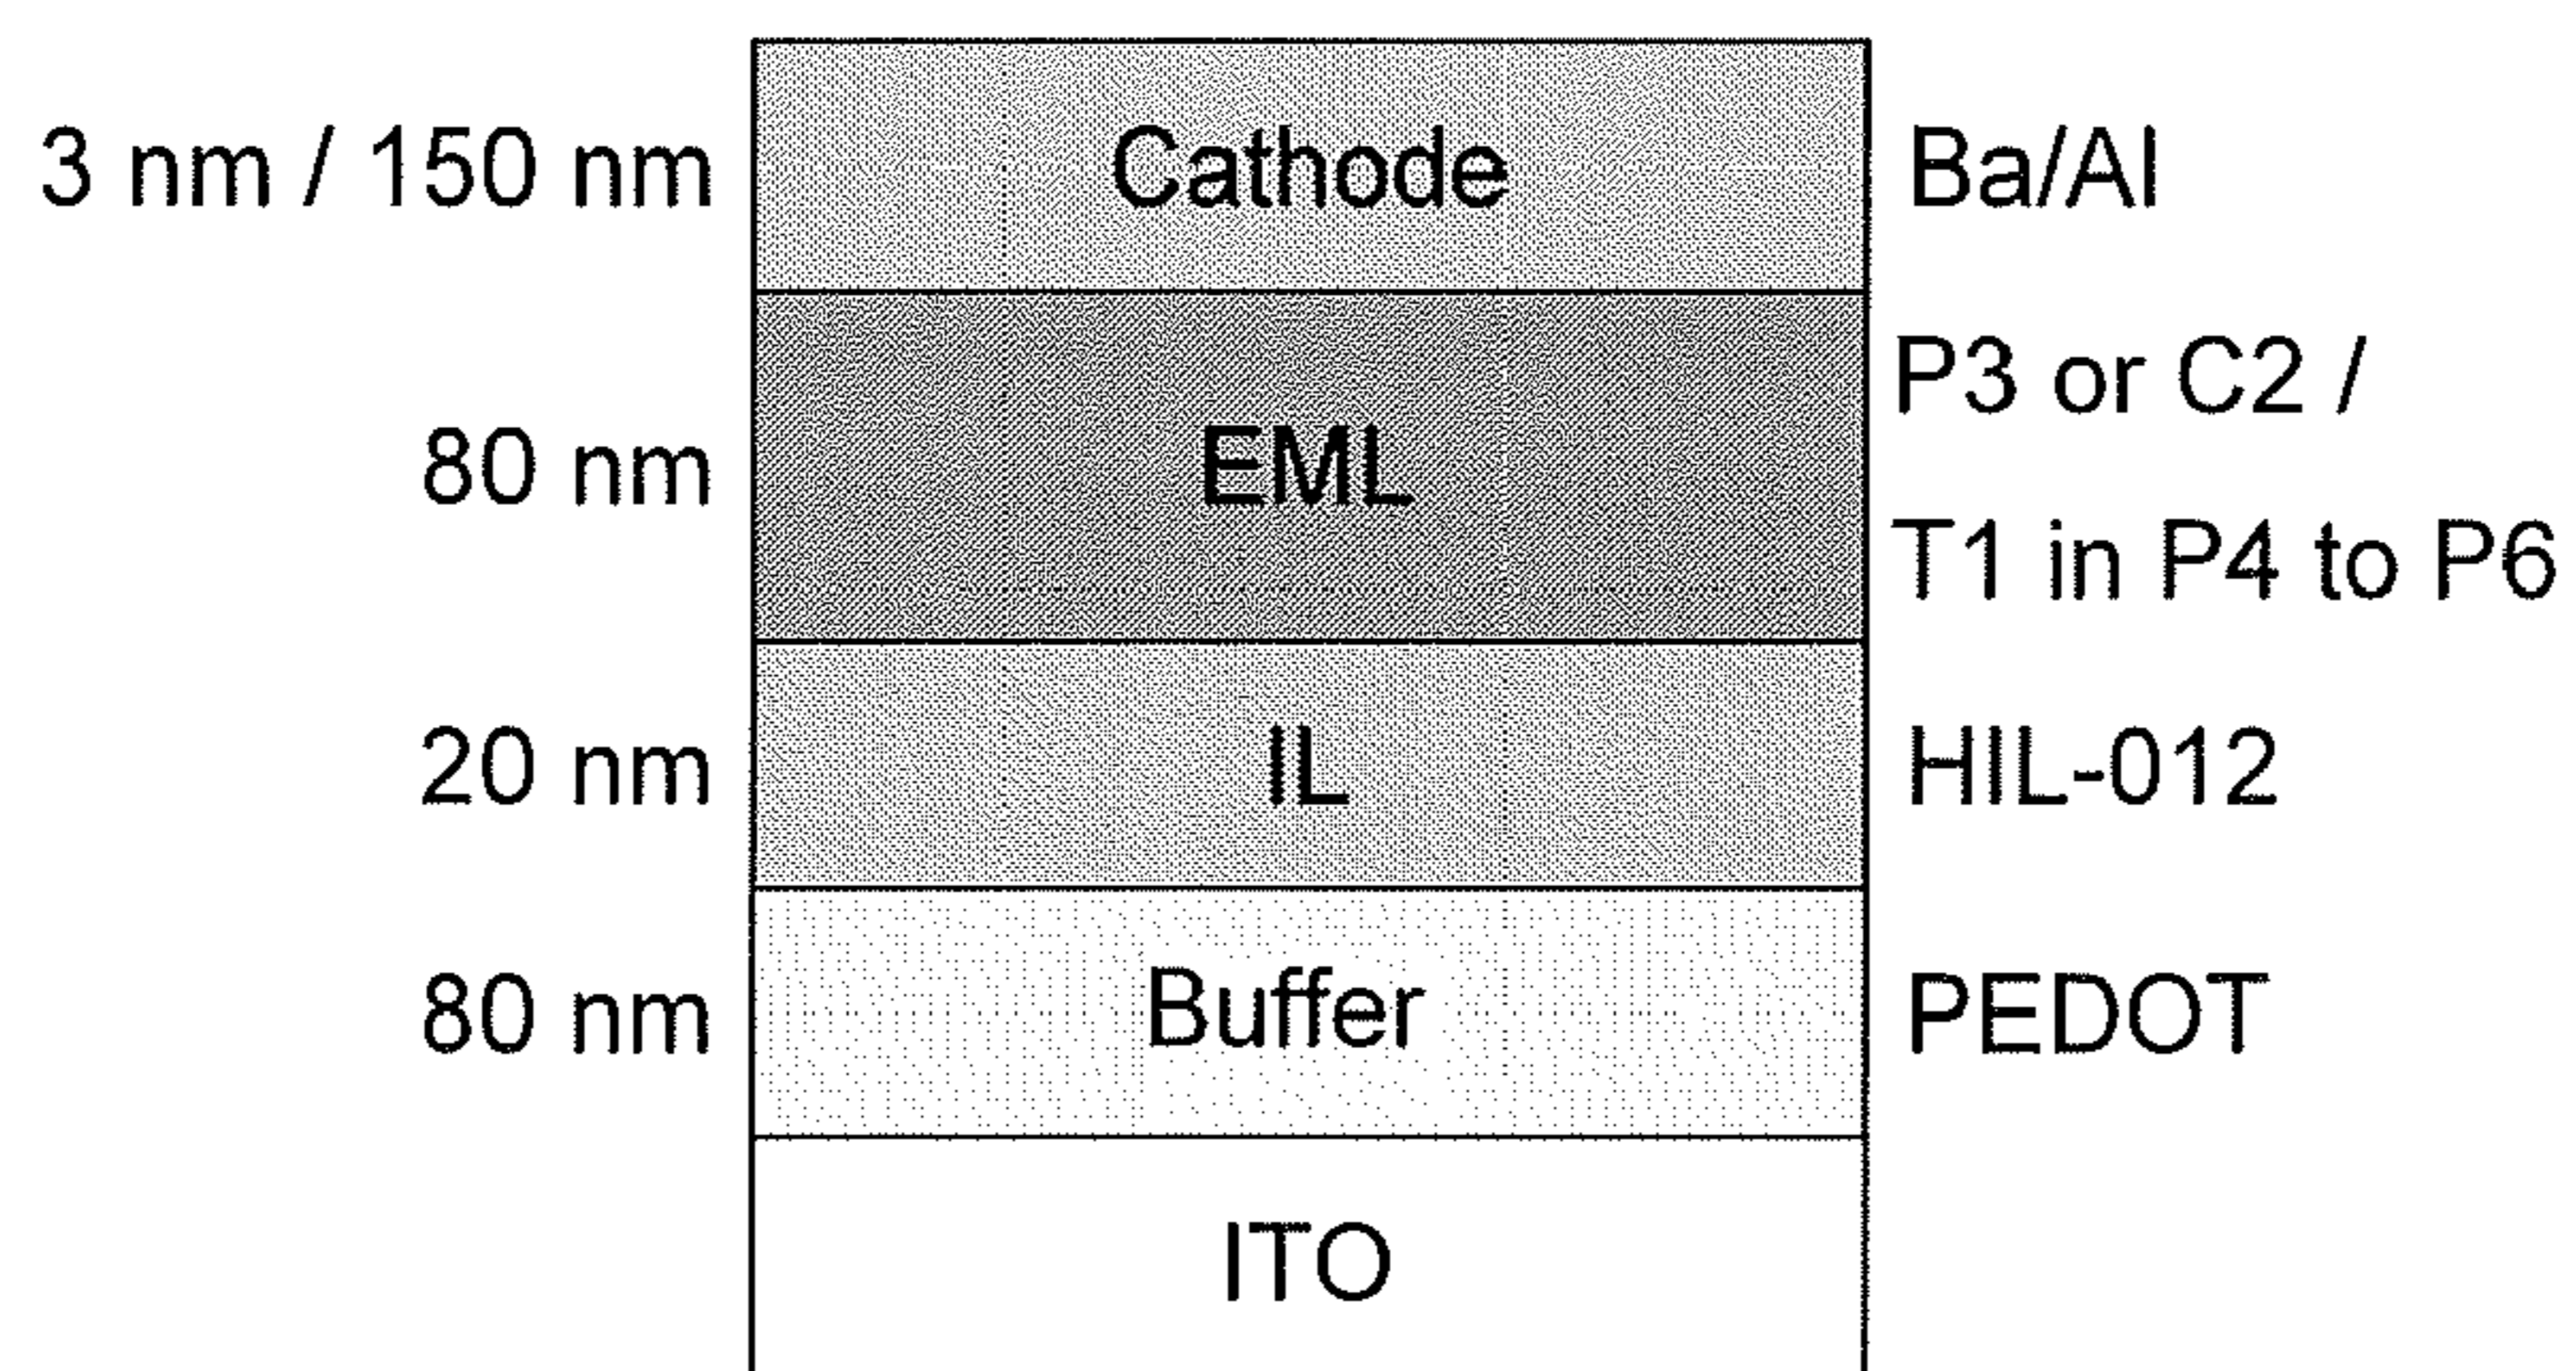 3 nm / 150 nm Cathode Ba/Al
P3 or C2 /
80 nm EML
T1 in P4 to P6
20 nm IL HIL-012
80 nm Buffer PEDOT
ITO